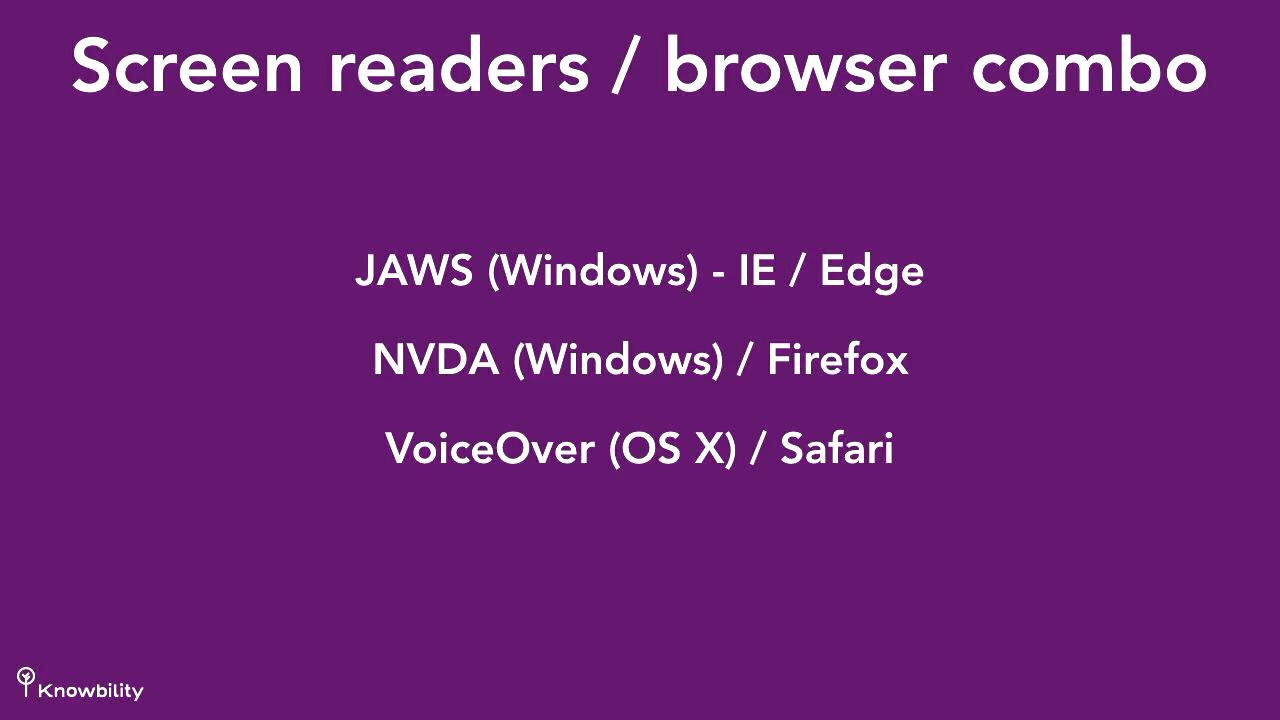 Screen readers / browser combo
JAWS (Windows) - IE / Edge
NVDA (Windows) / Firefox
VoiceOver (OS X) / Safari
Knowbility